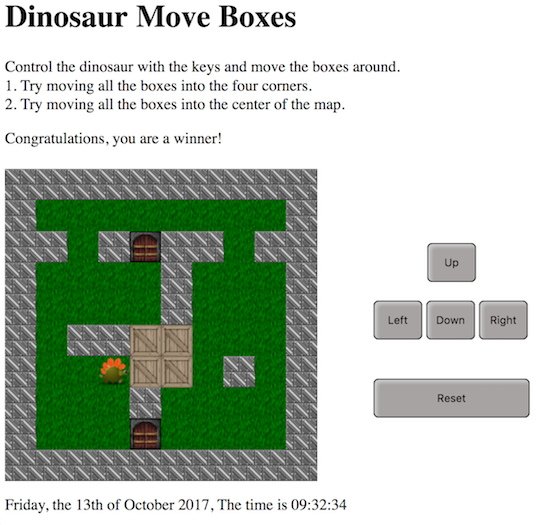 Dinosaur Move Boxes
Control the dinosaur with the keys and move the boxes around.
1. Try moving all the boxes into the four corners.
2. Try moving all the boxes into the center of the map.
Congratulations, you are a winner!
Up
Left Down Right
Reset
Friday, the 13th of October 2017, The time is 09:32:34